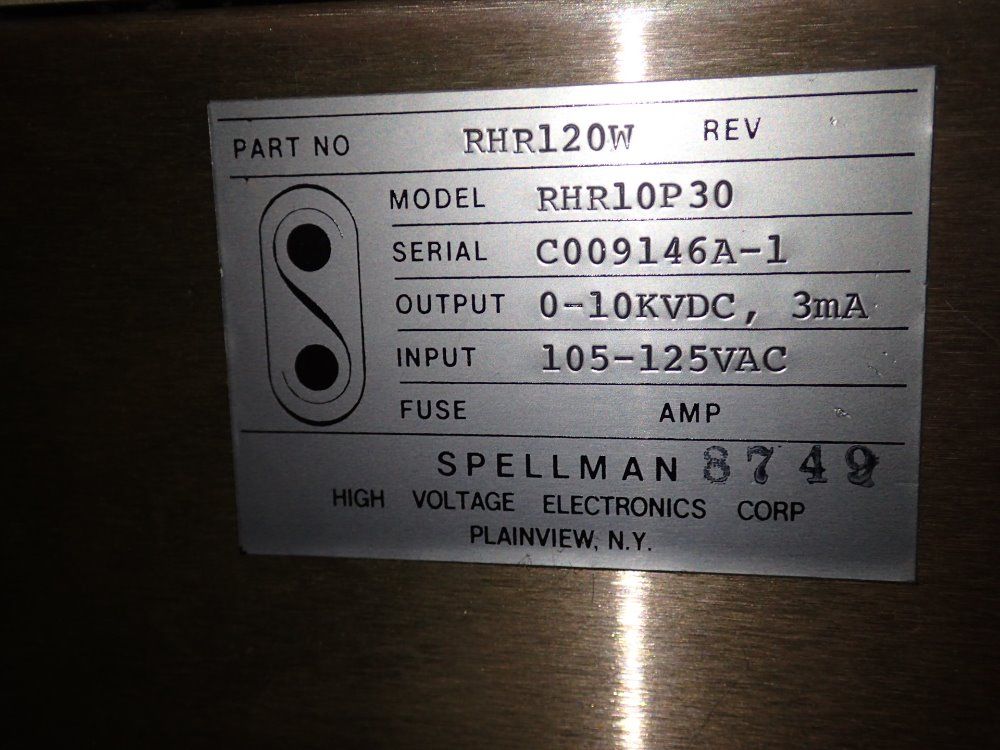 PART NO RHR120W REV
MODEL RHR10P30
SERIAL C009146A-1
OUTPUT 0-10KVDC, 3mA
INPUT 105-125VAC
FUSE AMP
SPELLMAN 8749
HIGH VOLTAGE ELECTRONICS CORP
PLAINVIEW, N.Y.